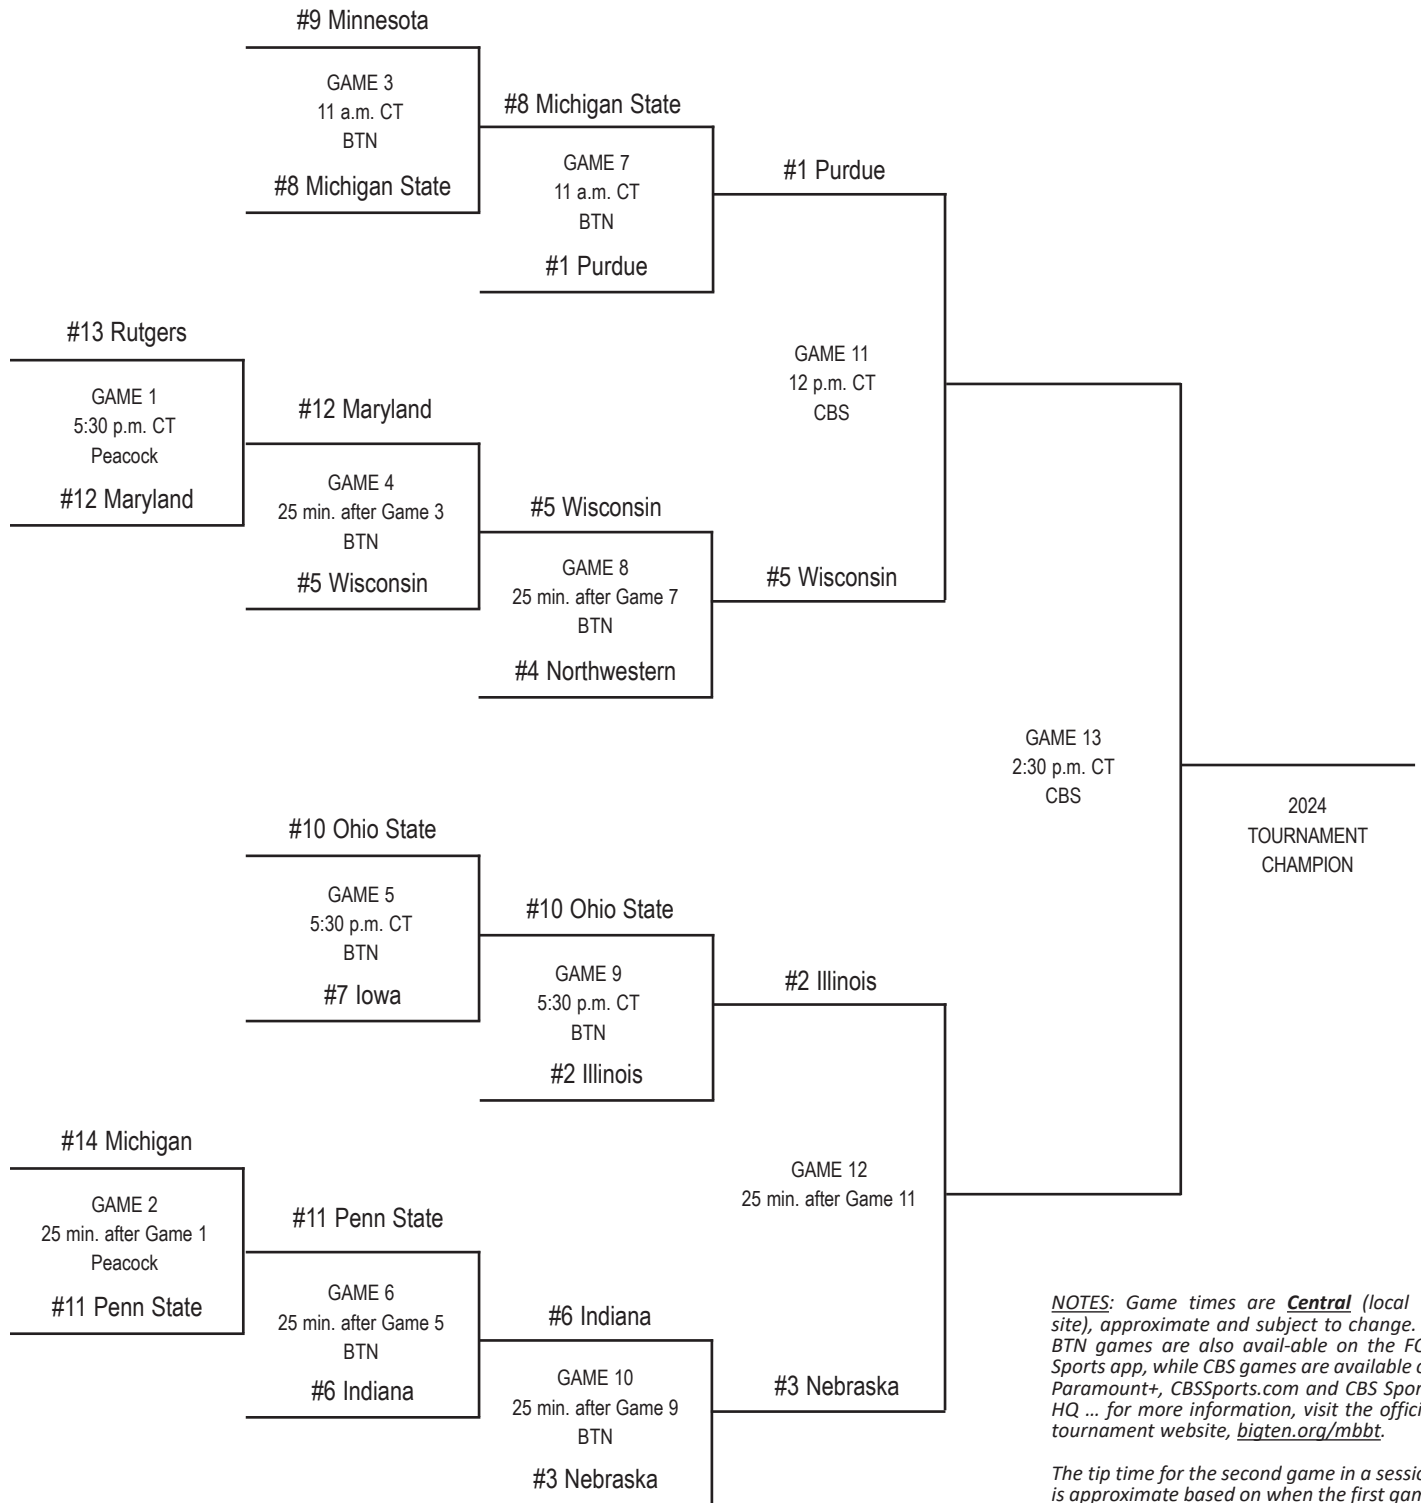 #9 Minnesota
GAME 3
11 a.m. CT
BTN
#8 Michigan State
#8 Michigan State
GAME 7
11 a.m. CT
BTN
#1 Purdue
#1 Purdue
#13 Rutgers
GAME 1
5:30 p.m. CT
Peacock
#12 Maryland
#12 Maryland
GAME 4
25 min. after Game 3
BTN
#5 Wisconsin
#5 Wisconsin
GAME 8
25 min. after Game 7
BTN
#4 Northwestern
GAME 11
12 p.m. CT
CBS
#5 Wisconsin
GAME 13
2:30 p.m. CT
CBS
2024
TOURNAMENT
CHAMPION
#10 Ohio State
GAME 5
5:30 p.m. CT
BTN
#7 Iowa
#10 Ohio State
GAME 9
5:30 p.m. CT
BTN
#2 Illinois
#2 Illinois
#14 Michigan
GAME 2
25 min. after Game 1
Peacock
#11 Penn State
#11 Penn State
GAME 6
25 min. after Game 5
BTN
#6 Indiana
#6 Indiana
GAME 10
25 min. after Game 9
BTN
#3 Nebraska
GAME 12
25 min. after Game 11
#3 Nebraska
NOTES: Game times are Central (local
site), approximate and subject to change.
BTN games are also avail-able on the
Sports app, while CBS games are available
Paramount+, CBSSports.com and CBS
HQ ... for more information, visit the
tournament website, bigten.org/mbbt.
The tip time for the second game in a
is approximate based on when the first